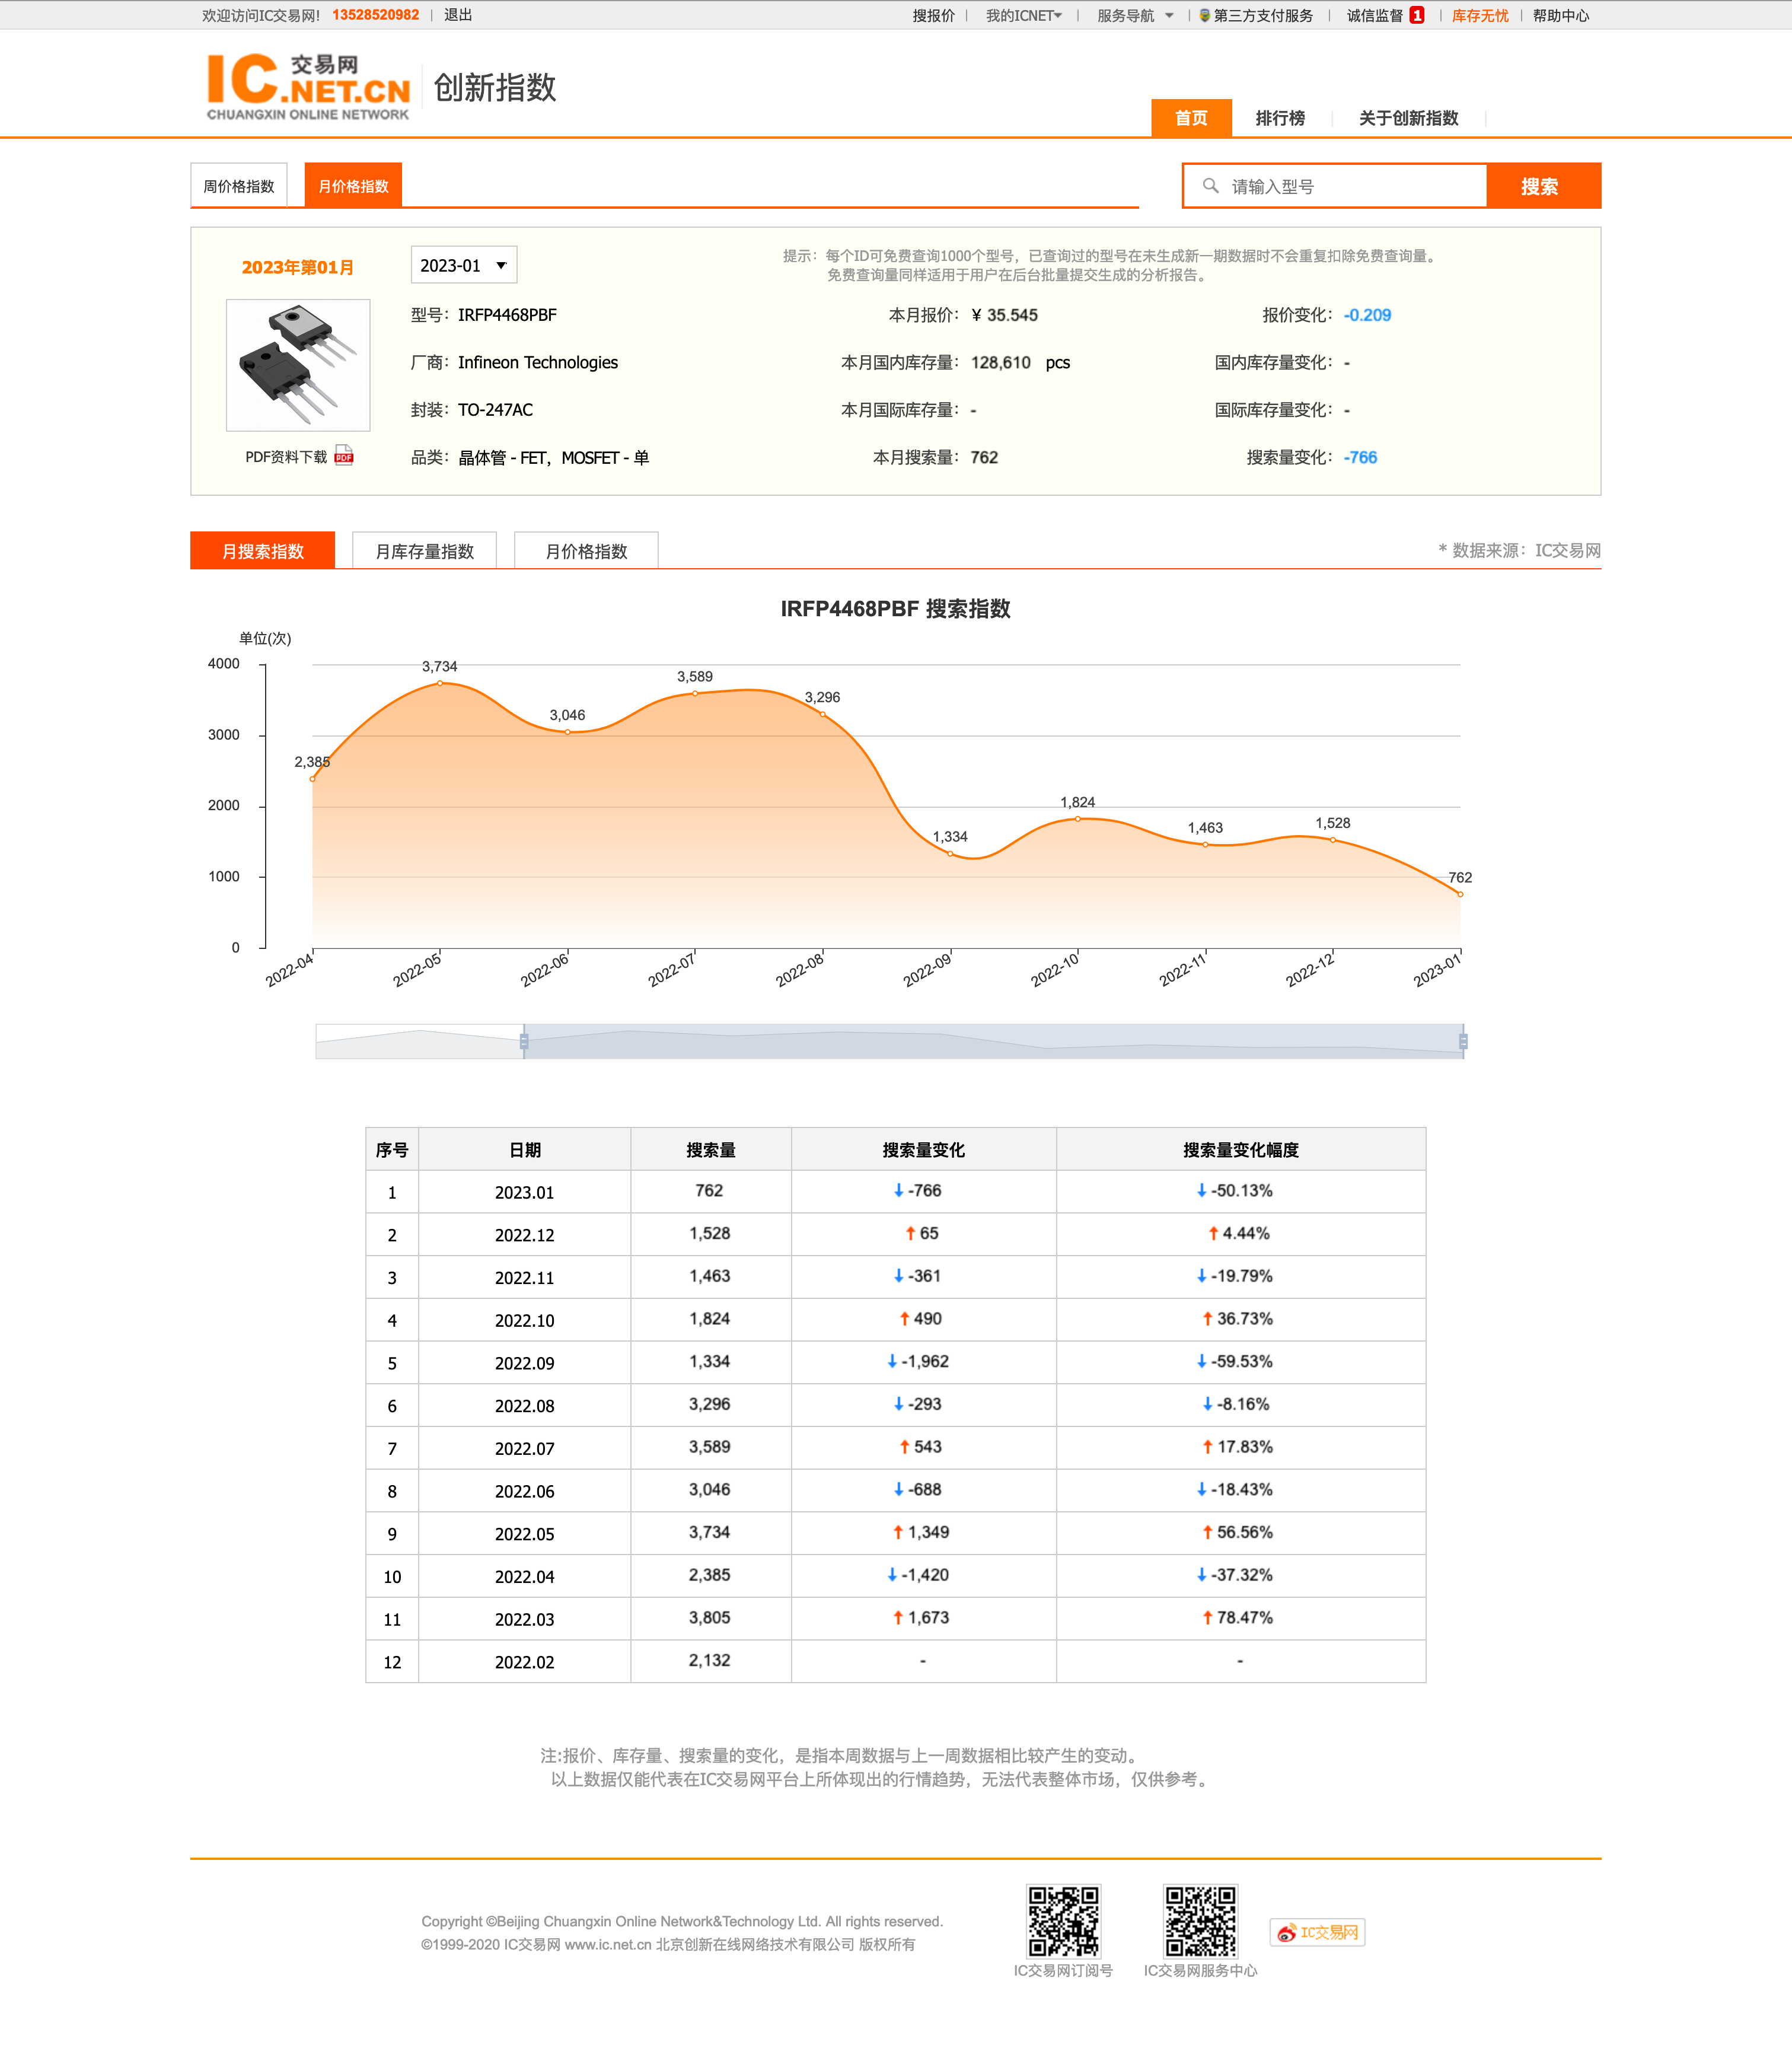 欢迎访问IC交易网! 13528520982 | 退出 搜报价 | 我的ICNET | 服务导航 | 第三方支付服务 | 诚信监督 1 | 库存无忧 | 帮助中心
IC交易网.NET.CN
CHUANGXIN ONLINE NETWORK
创新指数
首页 排行榜 关于创新指数
周价格指数 月价格指数 请输入型号 搜索
2023年第01月 2023-01 提示：每个ID可免费查询1000个型号，已查询过的型号在未生成新一期数据时不会重复扣除免费查询量。
免费查询量同样适用于用户在后台批量提交生成的分析报告。
型号：IRFP4468PBF 本月报价：￥35.545 报价变化：-0.209
厂商：Infineon Technologies 本月国内库存量：128,610 pcs 国内库存量变化：-
封装：TO-247AC 本月国际库存量：- 国际库存量变化：-
PDF资料下载 PDF 品类：晶体管 - FET，MOSFET - 单 本月搜索量：762 搜索量变化：-766
月搜索指数 月库存量指数 月价格指数 * 数据来源：IC交易网
IRFP4468PBF 搜索指数
单位(次)
4000
3000
2000
1000
0
2,385 3,734 3,046 3,589 3,296 1,334 1,824 1,463 1,528 762
2022-04 2022-05 2022-06 2022-07 2022-08 2022-09 2022-10 2022-11 2022-12 2023-01
序号 日期 搜索量 搜索量变化 搜索量变化幅度
1 2023.01 762 ↓ -766 ↓ -50.13%
2 2022.12 1,528 ↑ 65 ↑ 4.44%
3 2022.11 1,463 ↓ -361 ↓ -19.79%
4 2022.10 1,824 ↑ 490 ↑ 36.73%
5 2022.09 1,334 ↓ -1,962 ↓ -59.53%
6 2022.08 3,296 ↓ -293 ↓ -8.16%
7 2022.07 3,589 ↑ 543 ↑ 17.83%
8 2022.06 3,046 ↓ -688 ↓ -18.43%
9 2022.05 3,734 ↑ 1,349 ↑ 56.56%
10 2022.04 2,385 ↓ -1,420 ↓ -37.32%
11 2022.03 3,805 ↑ 1,673 ↑ 78.47%
12 2022.02 2,132 - -
注:报价、库存量、搜索量的变化，是指本周数据与上一周数据相比较产生的变动。
以上数据仅能代表在IC交易网平台上所体现出的行情趋势，无法代表整体市场，仅供参考。
Copyright ©Beijing Chuangxin Online Network&Technology Ltd. All rights reserved.
©1999-2020 IC交易网 www.ic.net.cn 北京创新在线网络技术有限公司 版权所有
IC交易网订阅号 IC交易网服务中心 IC交易网